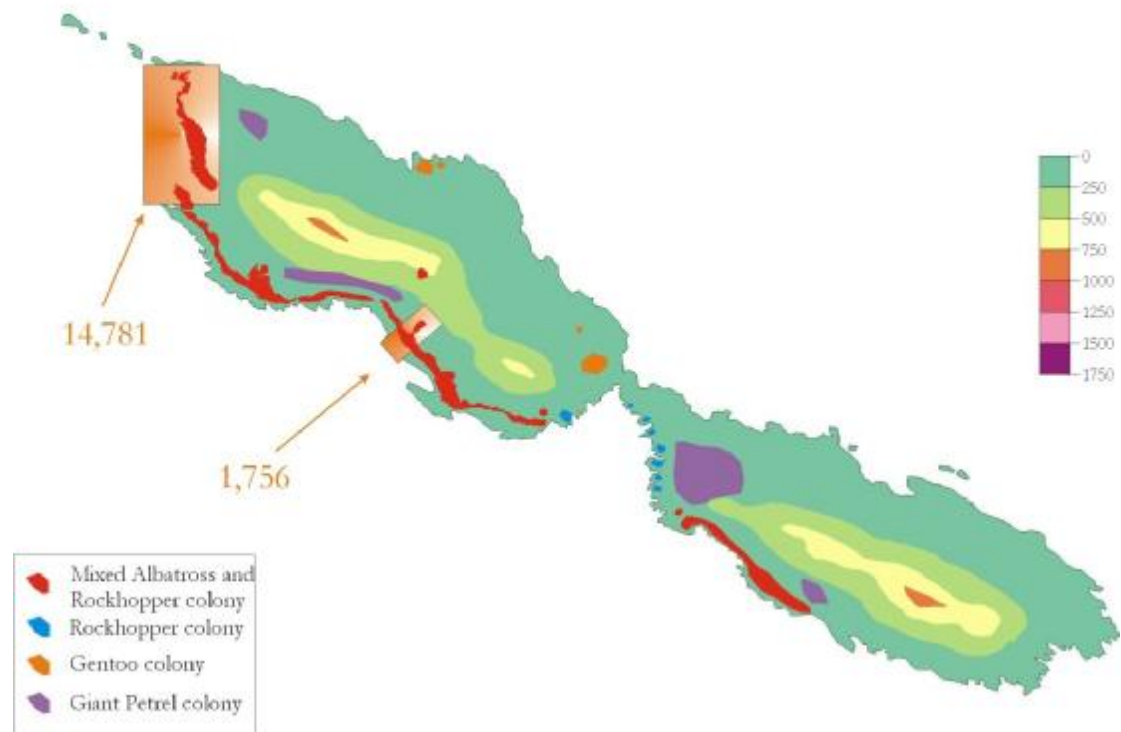 0
250
500
750
1000
1250
1500
1750
14,781
1,756
Mixed Albatross and
Rockhopper colony
Rockhopper colony
Gentoo colony
Giant Petrel colony